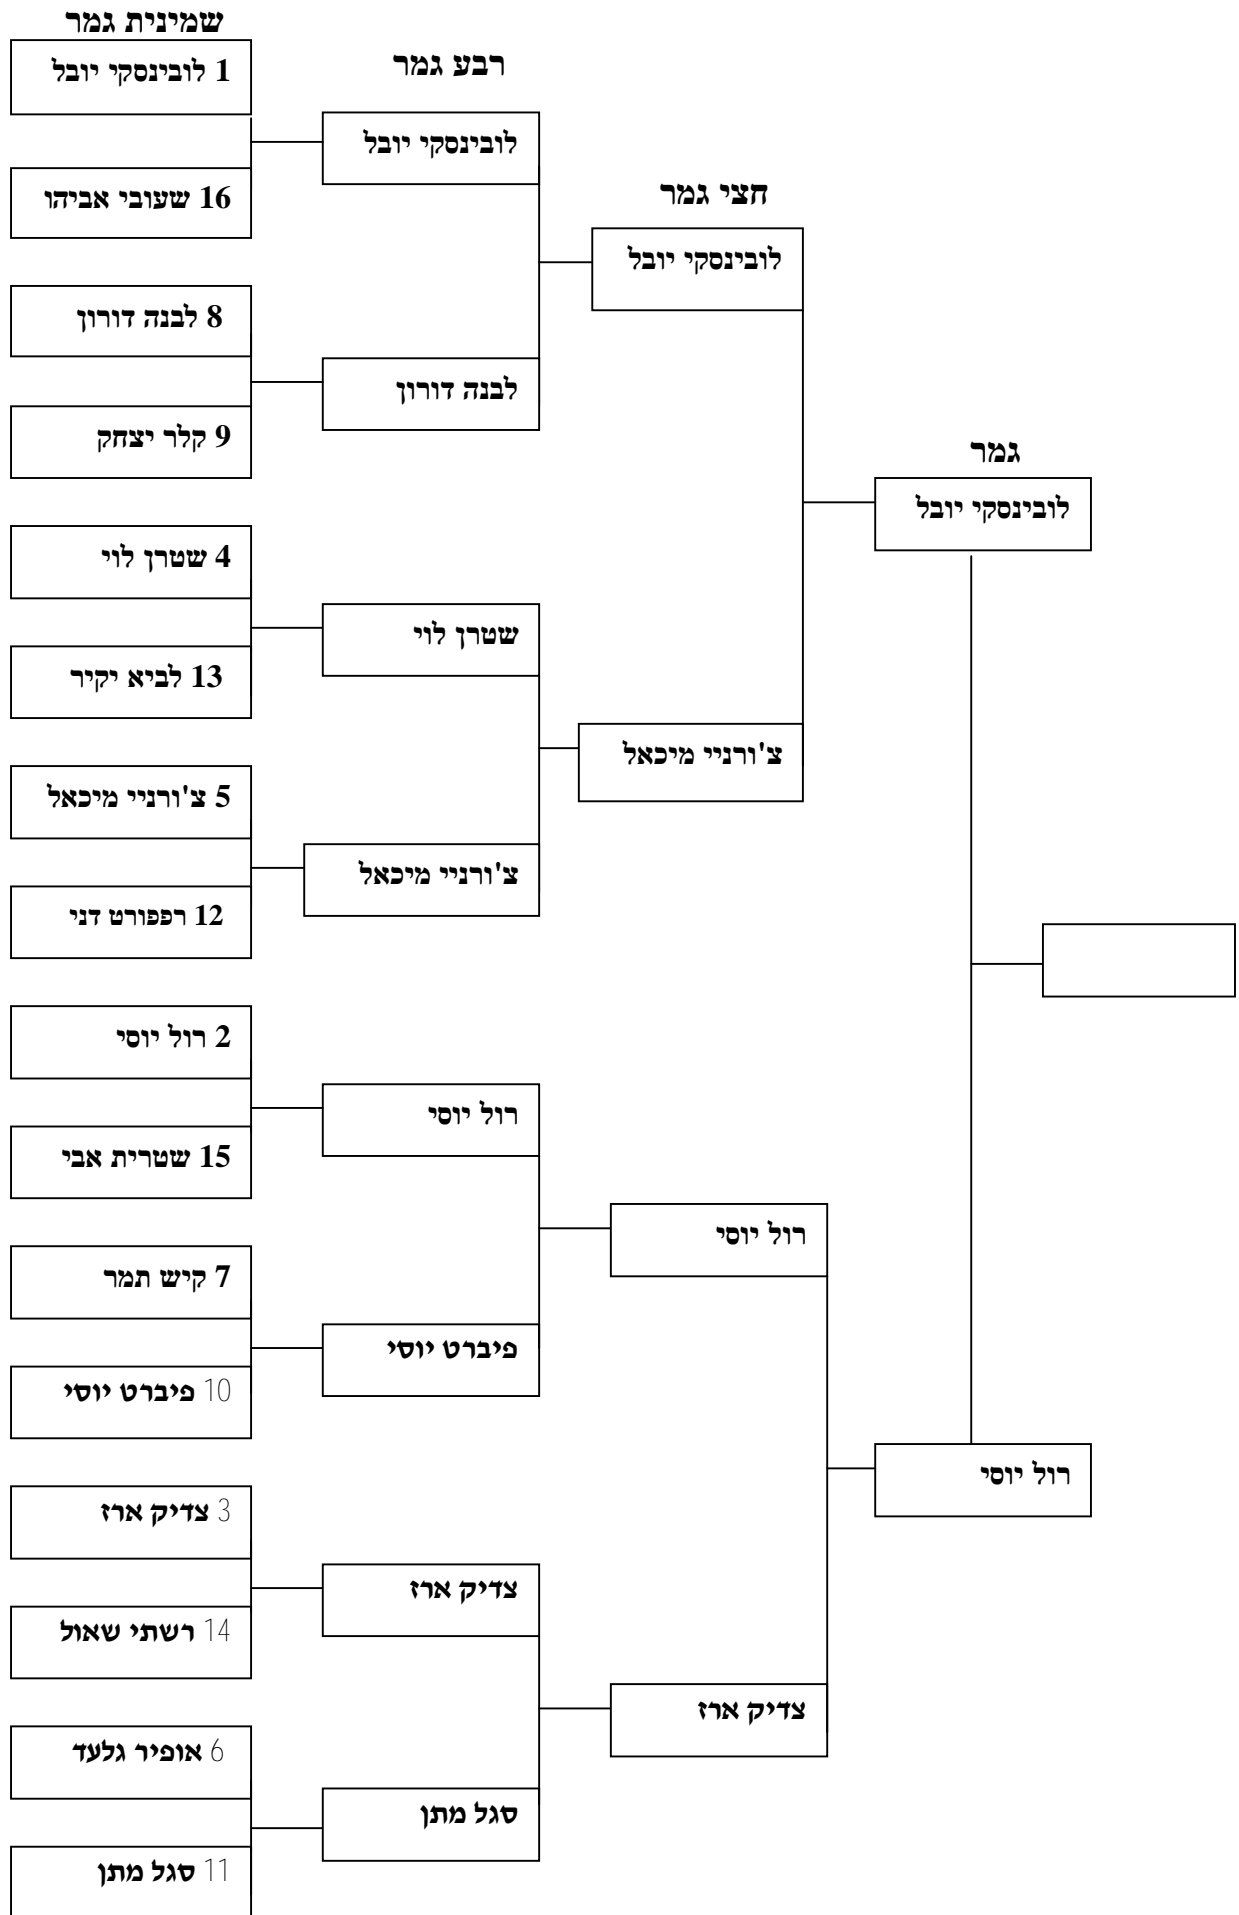 שמינית גמר
1 לובינסקי יובל
16 שעובי אביהו
8 לבנה דורון
9 קלר יצחק
4 שטרן לוי
13 לביא יקיר
5 צ'ורניי מיכאל
12 רפפורט דני
2 רול יוסי
15 שטרית אבי
7 קיש תמר
10 פיברט יוסי
3 צדיק ארז
14 רשתי שאול
6 אופיר גלעד
11 סגל מתן
רבע גמר
לובינסקי יובל
לבנה דורון
שטרן לוי
צ'ורניי מיכאל
רול יוסי
פיברט יוסי
צדיק ארז
סגל מתן
חצי גמר
לובינסקי יובל
צ'ורניי מיכאל
רול יוסי
צדיק ארז
גמר
לובינסקי יובל
רול יוסי